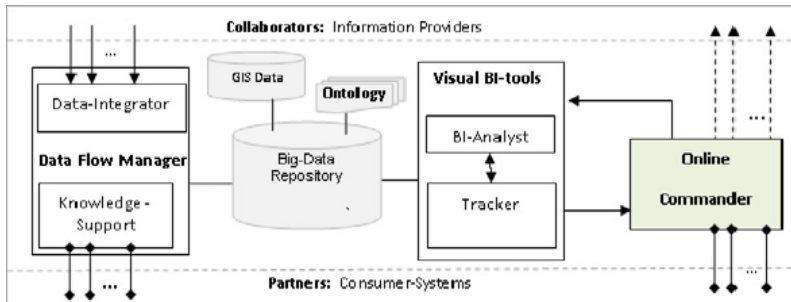 Collaborators: Information Providers
...
Data-Integrator
Data Flow Manager
Knowledge-
Support
...
GIS Data
Ontology
Big-Data
Repository
Visual BI-tools
BI-Analyst
Tracker
...
Online
Commander
...
Partners: Consumer-Systems